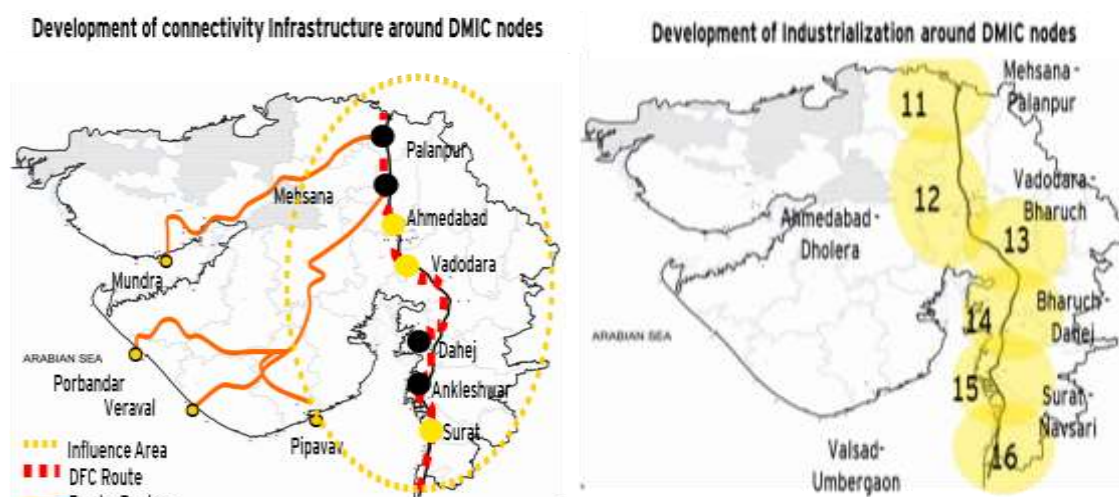 Development of connectivity Infrastructure around DMIC nodes
Palanpur
Mehsana
Ahmedabad
Mundra
Vadodara
ARABIAN SEA
Dahej
Porbandar
Ankleshwar
Veraval
Surat
Pipavav
Influence Area
DFC Route
Development of Industrialization around DMIC nodes
Mehsana -
Palanpur
11
12
Vadodara -
Bharuch
Ahmedabad -
Dholera
13
Bharuch-
Dahej
14
ARABIAN SEA
15
Surat -
Navsari
Valsad-
Umbergaon
16